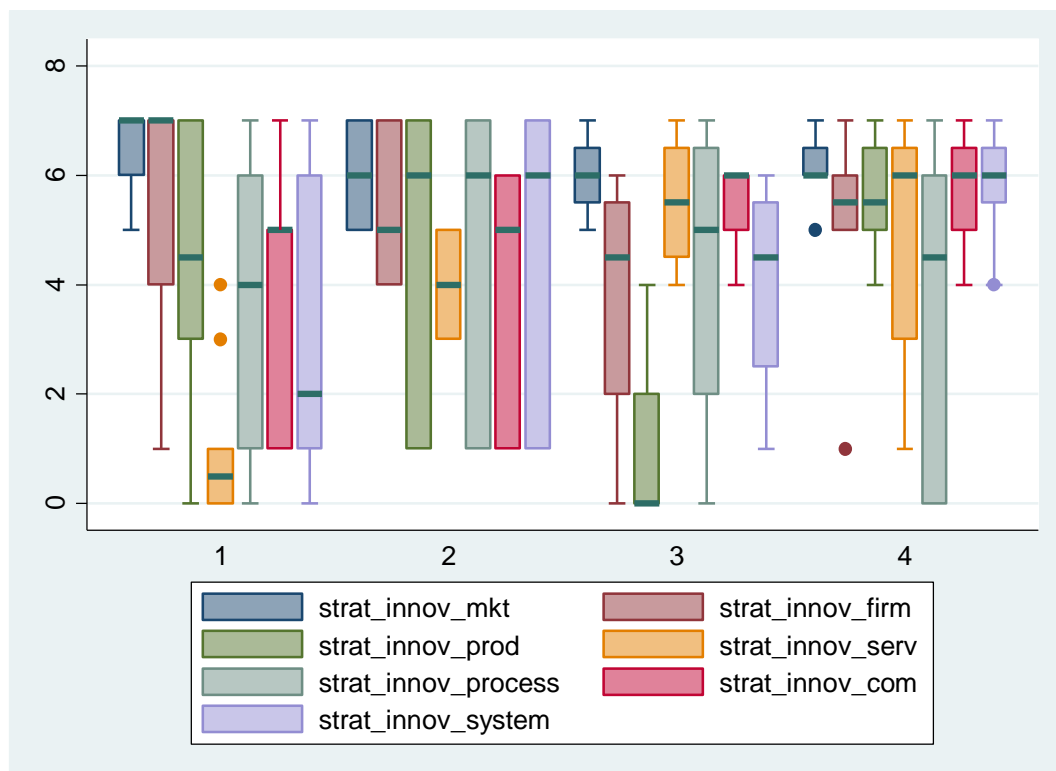 8
6
4
2
0
1 2 3 4
strat_innov_mkt strat_innov_firm
strat_innov_prod strat_innov_serv
strat_innov_process strat_innov_com
strat_innov_system